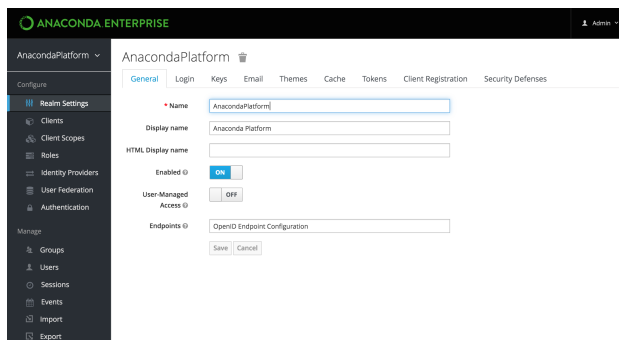 ANACONDA ENTERPRISE
Admin
AnacondaPlatform
AnacondaPlatform
General Login Keys Email Themes Cache Tokens Client Registration Security Defenses
Configure
Realm Settings
Clients
Client Scopes
Roles
Identity Providers
User Federation
Authentication
Manage
Groups
Users
Sessions
Events
Import
Export
* Name AnacondaPlatform
Display name Anaconda Platform
HTML Display name
Enabled ON
User-Managed
Access OFF
Endpoints OpenID Endpoint Configuration
Save Cancel